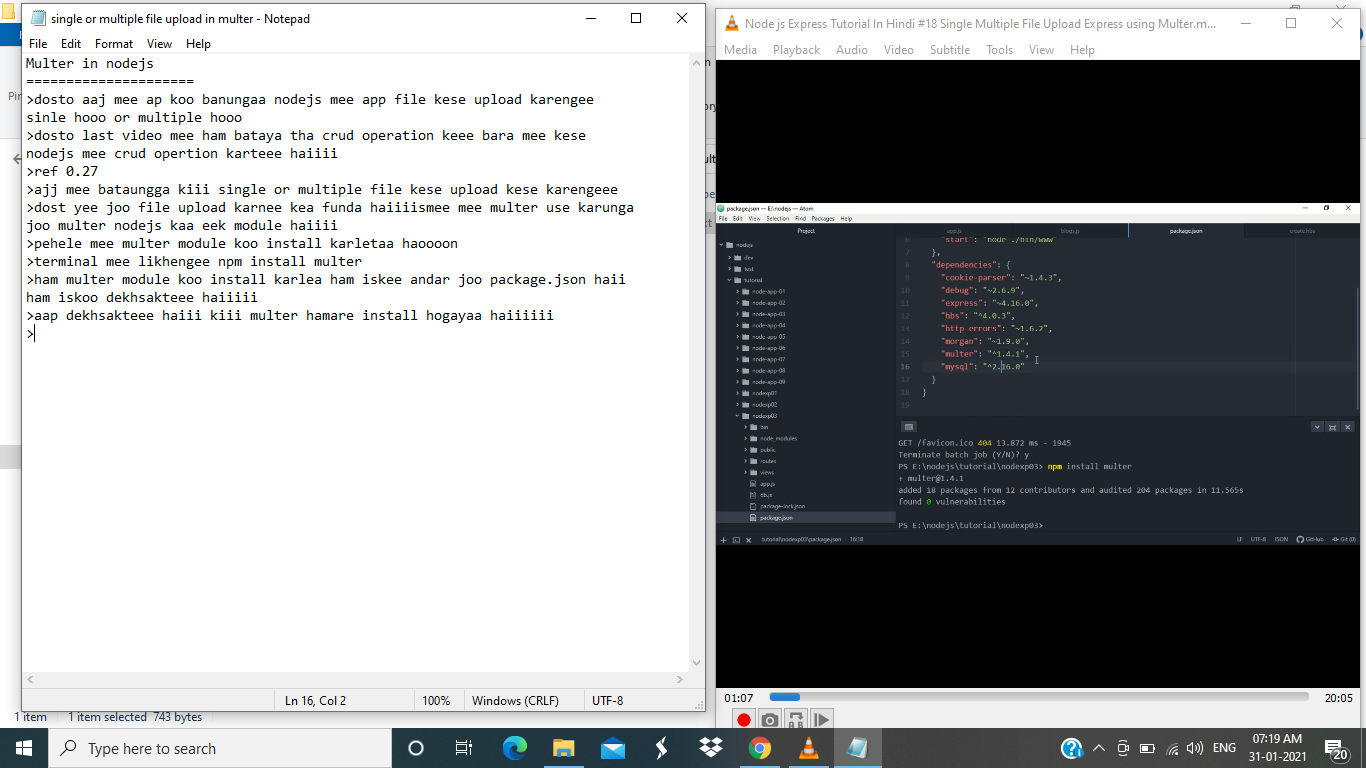 single or multiple file upload in multer - Notepad
File Edit Format View Help
Multer in nodejs
=====================
>dosto aaj mee ap koo banungaa nodejs mee app file kese upload karengee
sinle hooo or multiple hooo
>dosto last video mee ham bataya tha crud operation keee bara mee kese
nodejs mee crud opertion karteee haiiii
>ref 0.27
>ajj mee bataungga kiii single or multiple file kese upload kese karengeee
>dost yee joo file upload karnee kea funda haiiiismee mee multer use karunga
joo multer nodejs kaa eek module haiiii
>pehele mee multer module koo install karletaa haoooon
>terminal mee likhengee npm install multer
>ham multer module koo install karlea ham iskee andar joo package.json haii
ham iskoo dekhsakteee haiiiii
>aap dekhsakteee haiii kiii multer hamare install hogayaa haiiiiii
>
Ln 16, Col 2
100%
Windows (CRLF)
UTF-8
1 item
1 item selected 743 bytes
Node js Express Tutorial In Hindi #18 Single Multiple File Upload Express using Multer.m...
Media Playback Audio Video Subtitle Tools View Help
package.json — E:\nodejs — Atom
File Edit View Selection Find Packages Help
Project
app.js
blogs.js
package.json
create.hbs
nodejs
dev
test
tutorial
node-app-01
node-app-02
node-app-03
node-app-04
node-app-05
node-app-06
node-app-07
node-app-08
node-app-09
nodexp01
nodexp02
nodexp03
bin
node_modules
public
routes
views
app.js
db.js
package-lock.json
package.json
6 "start": "node ./bin/www"
7 },
8 "dependencies": {
9 "cookie-parser": "~1.4.3",
10 "debug": "~2.6.9",
11 "express": "~4.16.0",
12 "hbs": "^4.0.3",
13 "http-errors": "~1.6.2",
14 "morgan": "~1.9.0",
15 "multer": "^1.4.1",
16 "mysql": "^2.16.0"
17 }
18 }
19
GET /favicon.ico 404 13.872 ms - 1945
Terminate batch job (Y/N)? y
PS E:\nodejs\tutorial\nodexp03> npm install multer
+ multer@1.4.1
added 18 packages from 12 contributors and audited 204 packages in 11.565s
found 0 vulnerabilities
PS E:\nodejs\tutorial\nodexp03>
tutorial\nodexp03\package.json 16:18
LF UTF-8 JSON GitHub Git (0)
01:07
20:05
Type here to search
ENG
07:19 AM
31-01-2021
20